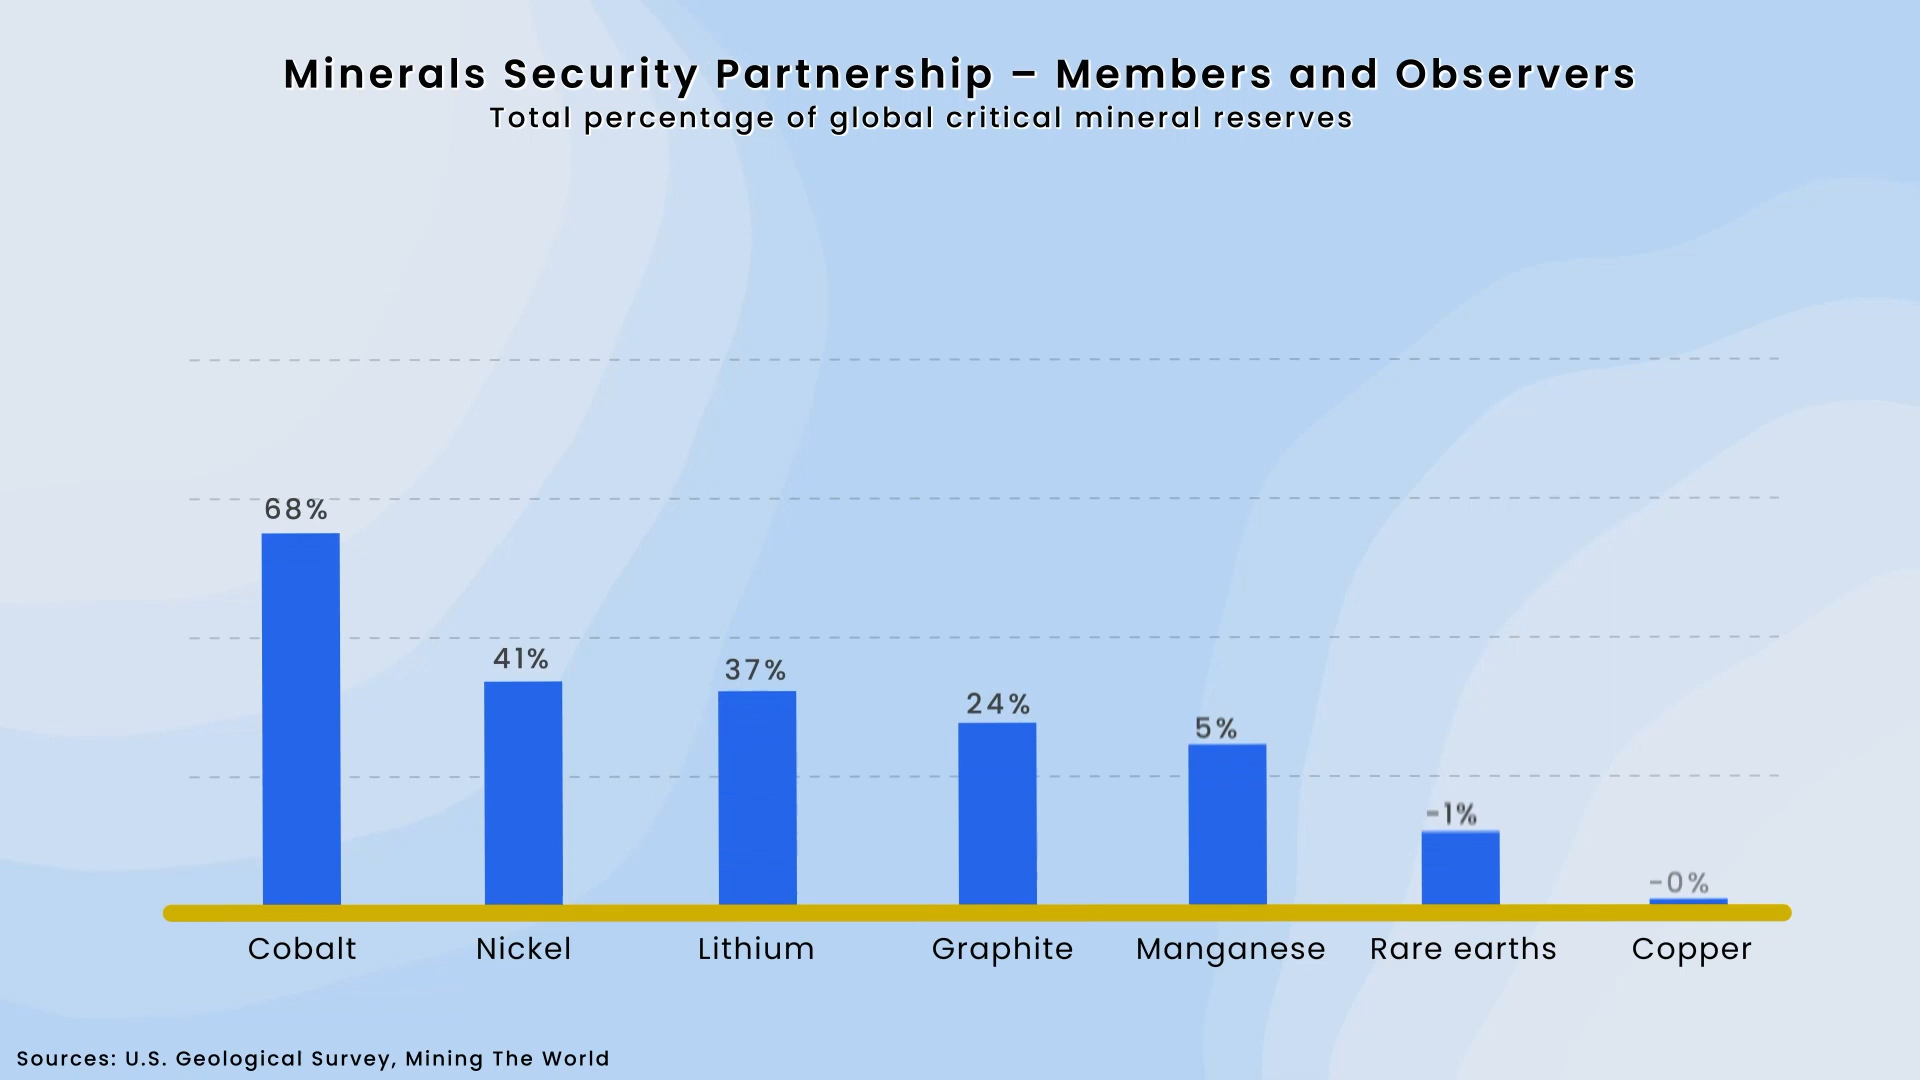 Minerals Security Partnership – Members and Observers
Total percentage of global critical mineral reserves
68%
41%
37%
24%
5%
-1%
-0%
Cobalt
Nickel
Lithium
Graphite
Manganese
Rare earths
Copper
Sources: U.S. Geological Survey, Mining The World